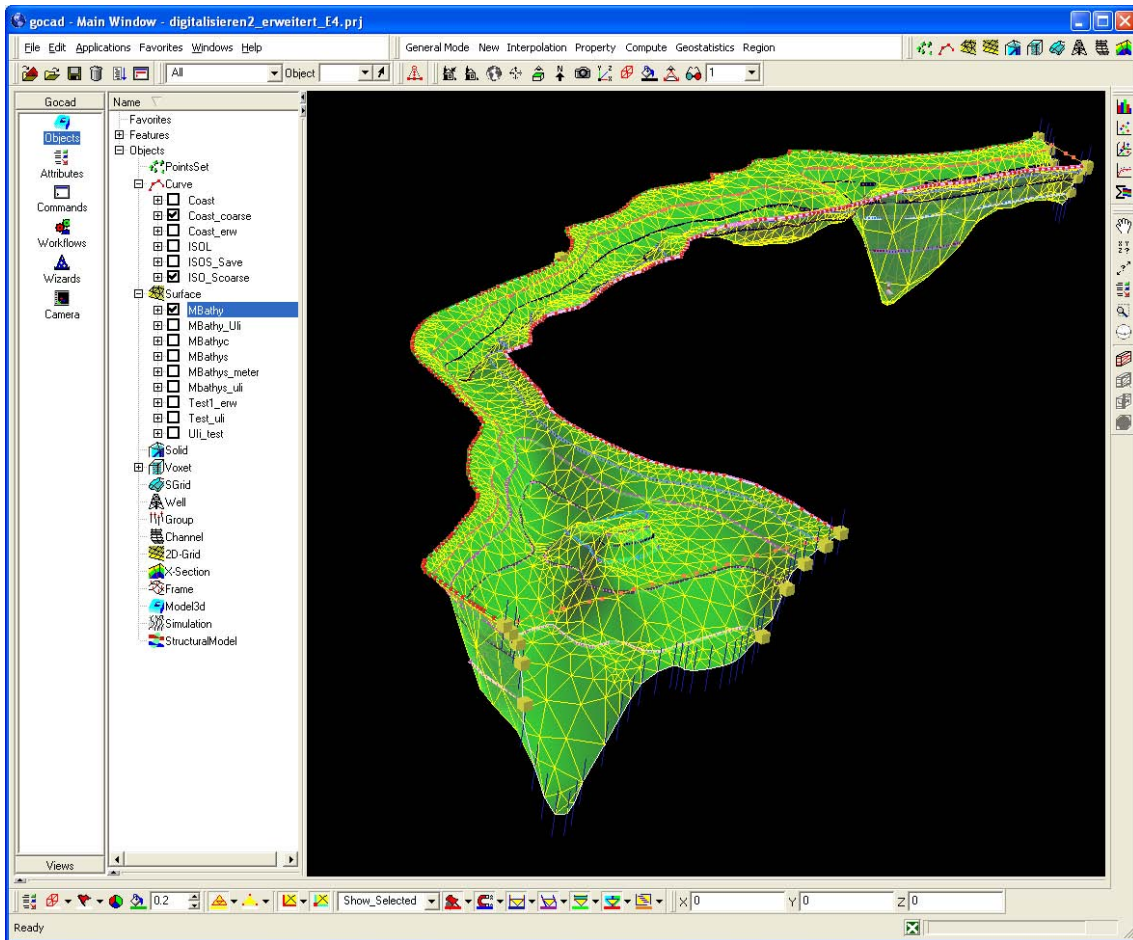 gocad - Main Window - digitalisieren2_erweitert_E4.prj
File Edit Applications Favorites Windows Help
General Mode New Interpolation Property Compute Geostatistics Region
All
Object
1
Gocad
Objects
Attributes
Commands
Workflows
Wizards
Camera
Views
Name
Favorites
Features
Objects
PointsSet
Curve
Coast
Coast_coarse
Coast_erw
ISOL
ISOS_Save
ISO_Scoarse
Surface
MBathy
MBathy_Uli
MBathyc
MBathys
MBathys_meter
Mbathys_uli
Test1_erw
Test_uli
Uli_test
Solid
Voxet
SGrid
Well
Group
Channel
2D-Grid
X-Section
Frame
Model3d
Simulation
StructuralModel
0.2
Show_Selected
X 0
Y 0
Z 0
Ready